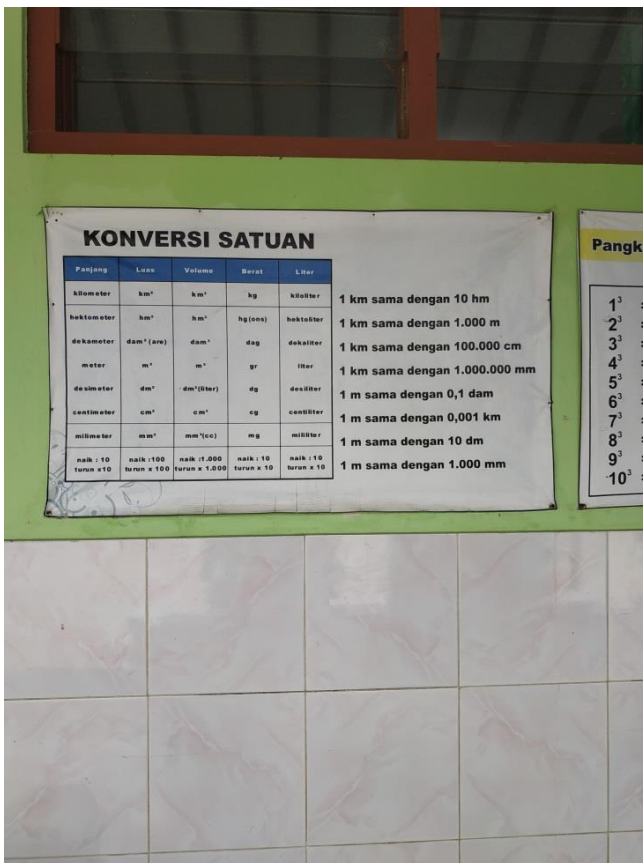 KONVERSI SATUAN
Panjang Luas Volume Berat Liter
kilometer km² km³ kg kiloliter
hektometer hm² hm³ hg (ons) hektoliter
dekameter dam² (are) dam³ dag dekaliter
meter m² m³ gr liter
desimeter dm² dm³ (liter) dg desiliter
centimeter cm² cm³ cg centiliter
milimeter mm² mm³ (cc) mg mililiter
naik : 10 naik :100 naik :1.000 naik : 10 naik : 10
turun x10 turun x 100 turun x 1.000 turun x 10 turun x 10
1 km sama dengan 10 hm
1 km sama dengan 1.000 m
1 km sama dengan 100.000 cm
1 km sama dengan 1.000.000 mm
1 m sama dengan 0,1 dam
1 m sama dengan 0,001 km
1 m sama dengan 10 dm
1 m sama dengan 1.000 mm
Pangk
1³ =
2³ =
3³ =
4³ =
5³ =
6³ =
7³ =
8³ =
9³ =
10³ =